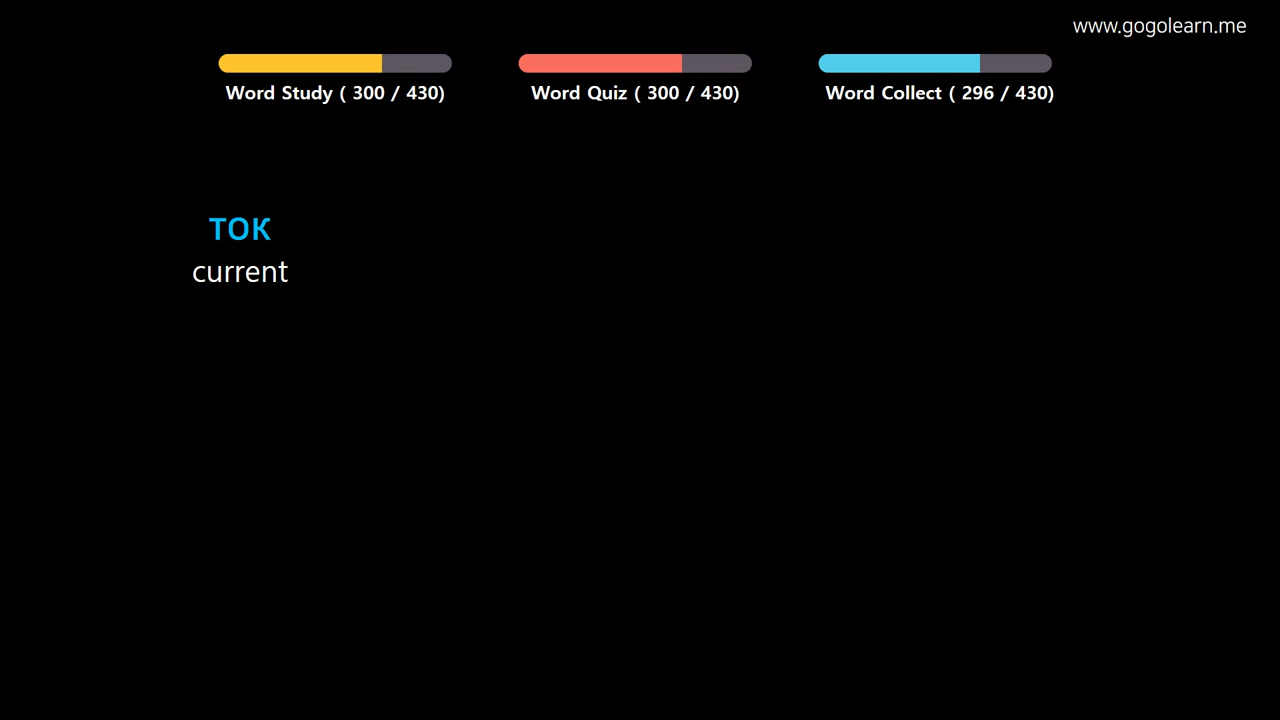 www.gogolearn.me
Word Study ( 300 / 430)
Word Quiz ( 300 / 430)
Word Collect ( 296 / 430)
ТОК
current